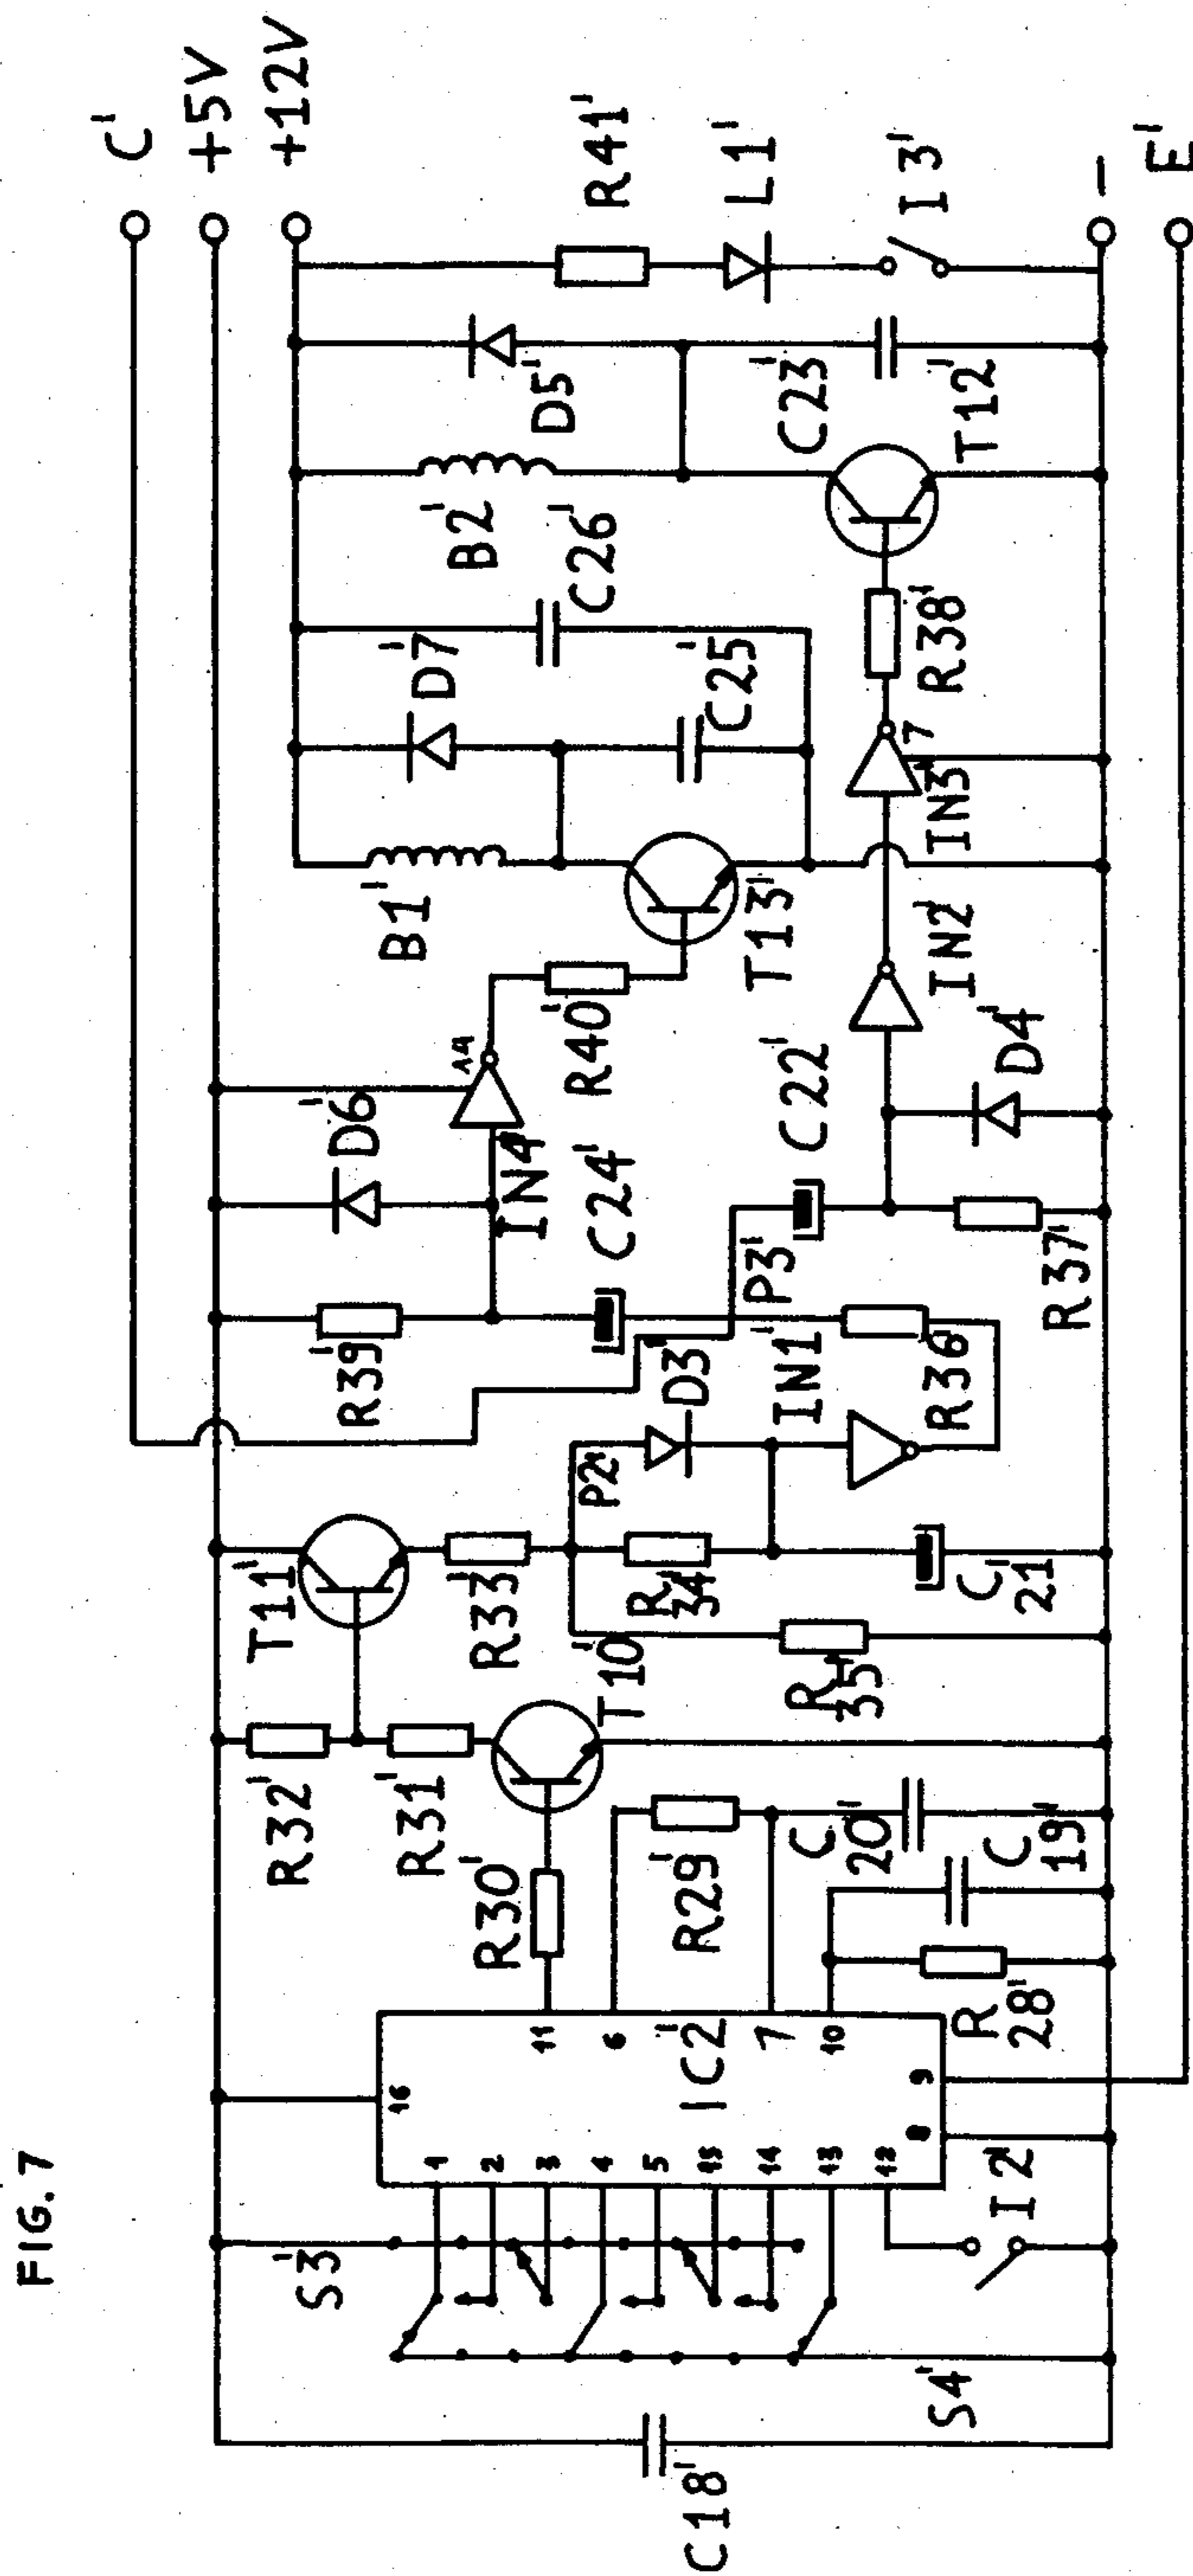 FIG. 7
C'
+5V
+12V
-
E'
C18'
S3'
S4'
I2'
IC2'
16
1
2
3
4
5
15
14
13
12
11
6
7
10
8
9
R28'
C19'
C20'
R29'
R30'
R31'
R32'
T10'
T11'
R33'
R34'
R35'
P2'
D3'
C21'
IN1'
R36'
R39'
C24'
D6'
IN4'
14
R40'
P3'
C22'
R37'
D4'
IN2'
IN3'
7
R38'
B1'
T13'
D7'
C25'
C26'
B2'
D5'
C23'
T12'
R41'
L1'
I3'